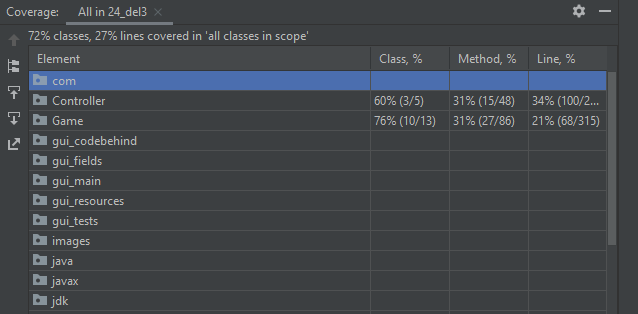 Coverage: All in 24_del3
72% classes, 27% lines covered in 'all classes in scope'
Element Class, % Method, % Line, %
com
Controller 60% (3/5) 31% (15/48) 34% (100/2...
Game 76% (10/13) 31% (27/86) 21% (68/315)
gui_codebehind
gui_fields
gui_main
gui_resources
gui_tests
images
java
javax
jdk